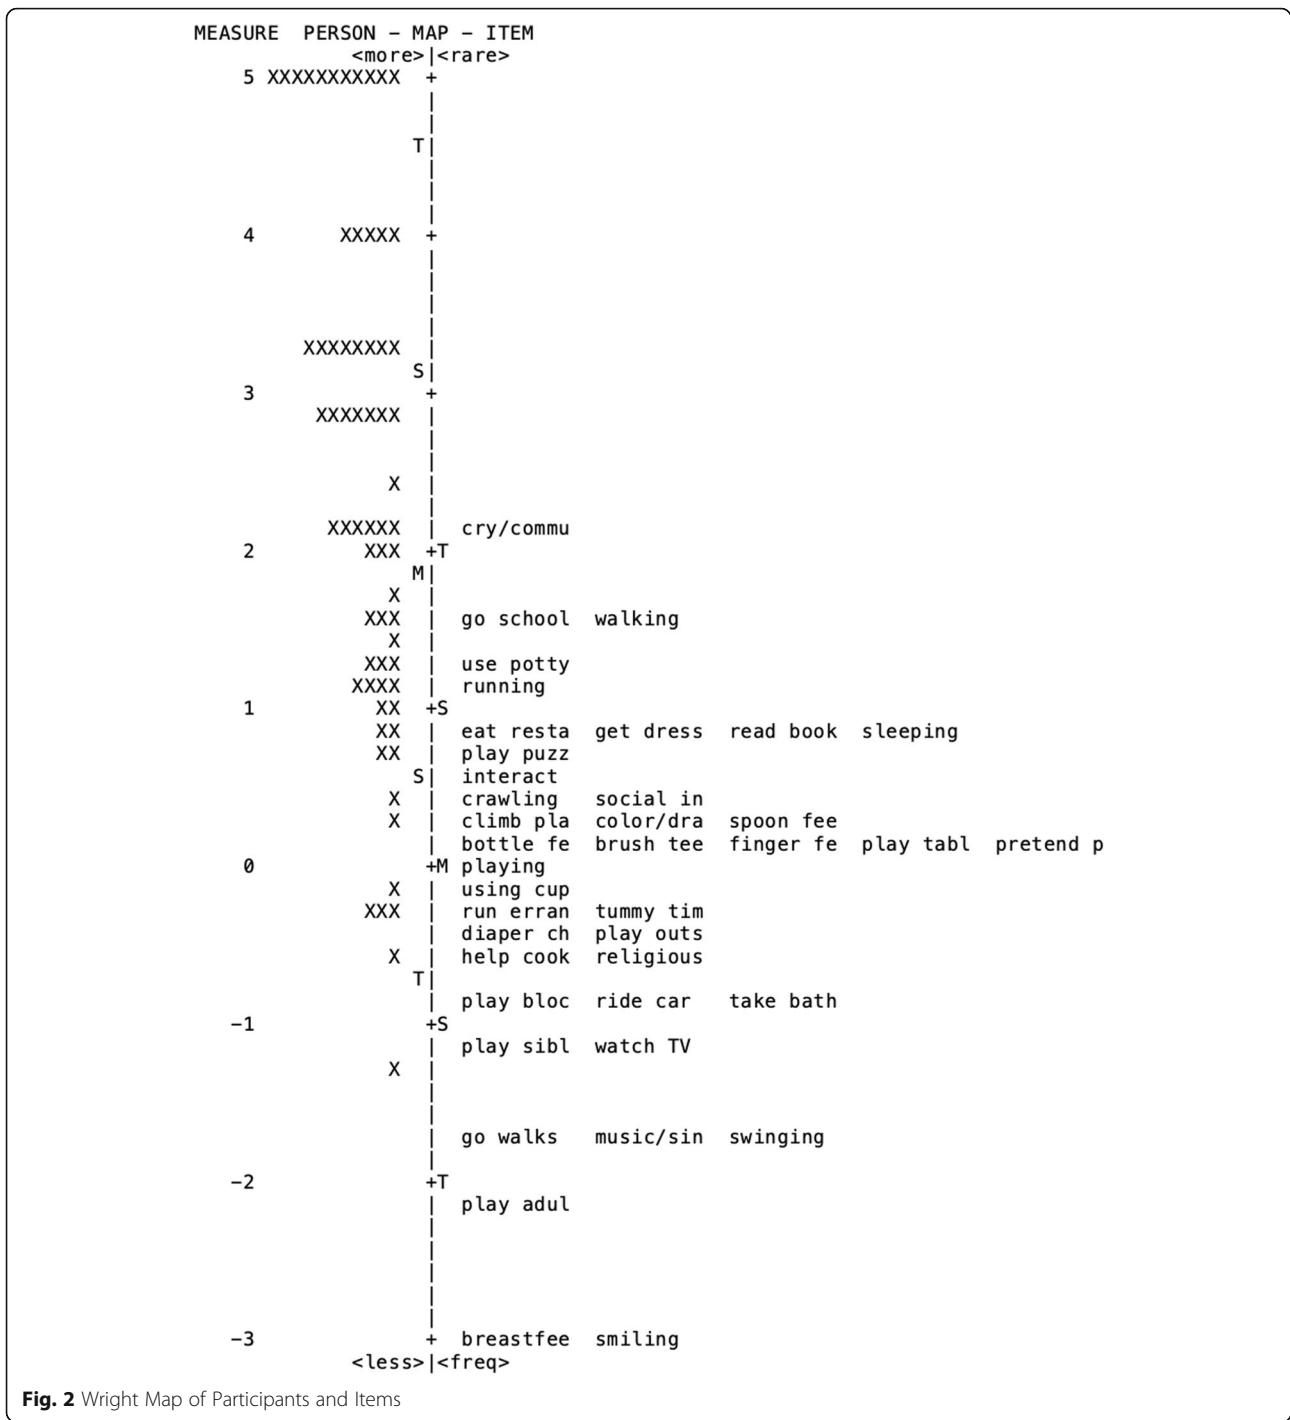 MEASURE PERSON – MAP – ITEM
<more>|<rare>
5 XXXXXXXXXXX +
|
|
T|
|
|
|
4 XXXXX +
|
|
|
|
XXXXXXXX |
S|
3 +
XXXXXXX |
|
|
X |
|
XXXXXX | cry/commu
2 XXX +T
M|
X |
XXX | go school walking
X |
XXX | use potty
XXXX | running
1 XX +S
XX | eat resta get dress read book sleeping
XX | play puzz
S| interact
X | crawling social in
X | climb pla color/dra spoon fee
| bottle fe brush tee finger fe play tabl pretend p
0 +M playing
X | using cup
XXX | run erran tummy tim
| diaper ch play outs
X | help cook religious
T|
| play bloc ride car take bath
–1 +S
| play sibl watch TV
X |
|
|
| go walks music/sin swinging
|
–2 +T
| play adul
|
|
|
|
|
–3 + breastfee smiling
<less>|<freq>
Fig. 2 Wright Map of Participants and Items